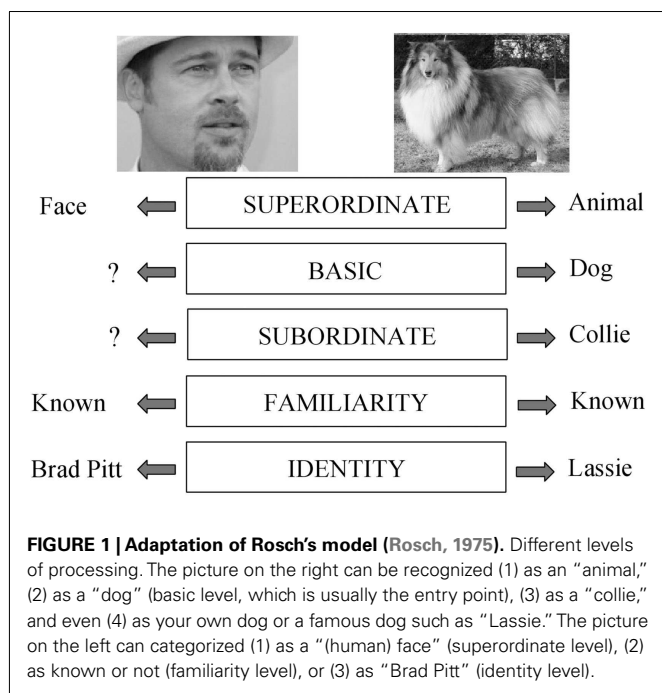 Face SUPERORDINATE Animal
? BASIC Dog
? SUBORDINATE Collie
Known FAMILIARITY Known
Brad Pitt IDENTITY Lassie
FIGURE 1 | Adaptation of Rosch's model (Rosch, 1975). Different levels
of processing. The picture on the right can be recognized (1) as an “animal,”
(2) as a “dog” (basic level, which is usually the entry point), (3) as a “collie,”
and even (4) as your own dog or a famous dog such as “Lassie.” The picture
on the left can categorized (1) as a “(human) face” (superordinate level), (2)
as known or not (familiarity level), or (3) as “Brad Pitt” (identity level).